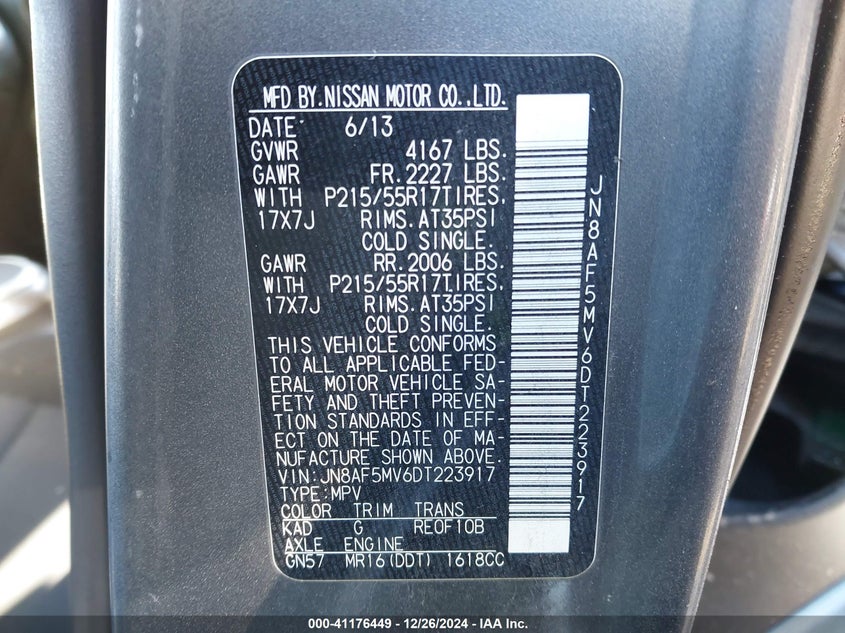 MFD BY.NISSAN MOTOR CO.,LTD.
DATE 6/13
GVWR 4167 LBS.
GAWR FR.2227 LBS.
WITH P215/55R17TIRES.
17X7J RIMS.AT35PSI
COLD SINGLE.
GAWR RR.2006 LBS.
WITH P215/55R17TIRES.
17X7J RIMS.AT35PSI
COLD SINGLE.
THIS VEHICLE CONFORMS
TO ALL APPLICABLE FED-
ERAL MOTOR VEHICLE SA-
FETY AND THEFT PREVEN-
TION STANDARDS IN EFF-
ECT ON THE DATE OF MA-
NUFACTURE SHOWN ABOVE.
VIN:JN8AF5MV6DT223917
TYPE:MPV
COLOR TRIM TRANS
KAD G RE0F10B
AXLE ENGINE
GN57 MR16(DDT) 1618CC
JN8AF5MV6DT223917
000-41176449 - 12/26/2024 - IAA Inc.